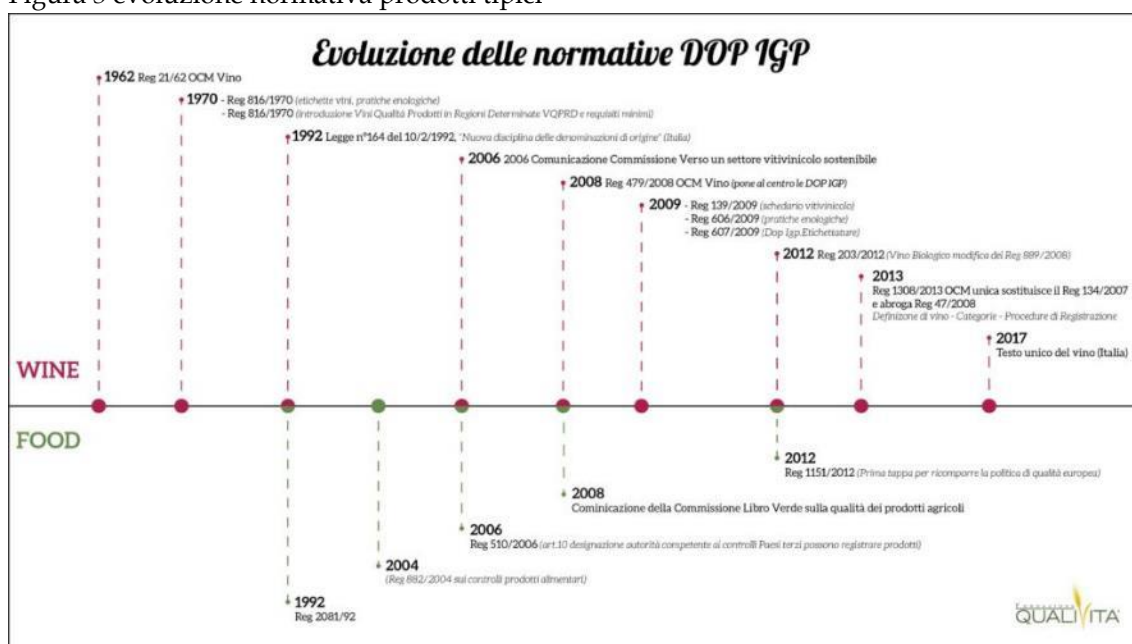 Figura 3 evoluzione normativa prodotti tipici
Evoluzione delle normative DOP IGP
1962 Reg 21/62 OCM Vino
1970 - Reg 816/1970 (etichette vini, pratiche enologiche)
- Reg 816/1970 (introduzione Vini Qualità Prodotti in Regioni Determinate VQPRD e requisiti minimi)
1992 Legge n°164 del 10/2/1992, "Nuova disciplina delle denominazioni di origine" (Italia)
2006 2006 Comunicazione Commissione Verso un settore vitivinicolo sostenibile
2008 Reg 479/2008 OCM Vino (pone al centro le DOP IGP)
2009 - Reg 139/2009 (schedario vitivinicolo)
- Reg 606/2009 (pratiche enologiche)
- Reg 607/2009 (Dop Igp,Etichettature)
2012 Reg 203/2012 (Vino Biologico modifica del Reg 889/2008)
2013
Reg 1308/2013 OCM unica sostituisce il Reg 134/2007
e abroga Reg 47/2008
Definizone di vino - Categorie - Procedure di Registrazione
2017
Testo unico del vino (Italia)
WINE
FOOD
2012
Reg 1151/2012 (Prima tappa per ricomporre la politica di qualità europea)
2008
Cominicazione della Commissione Libro Verde sulla qualità dei prodotti agricoli
2006
Reg 510/2006 (art.10 designazione autorità competente ai controlli Paesi terzi possono registrare prodotti)
2004
(Reg 882/2004 sui controlli prodotti alimentari)
1992
Reg 2081/92
QUALIVITA